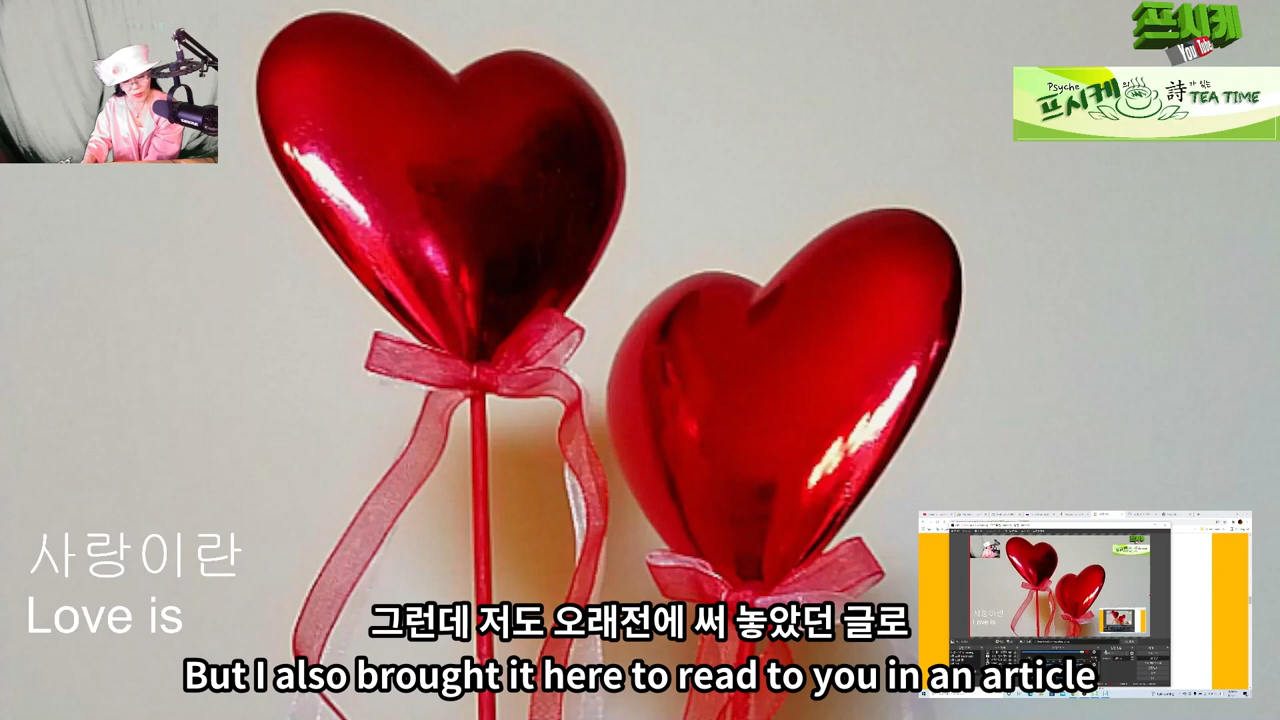 프시케
YouTube
Psyche
프시케의 詩가 있는 TEA TIME
사랑이란
Love is
그런데 저도 오래전에 써 놓았던 글로
But I also brought it here to read to you in an article